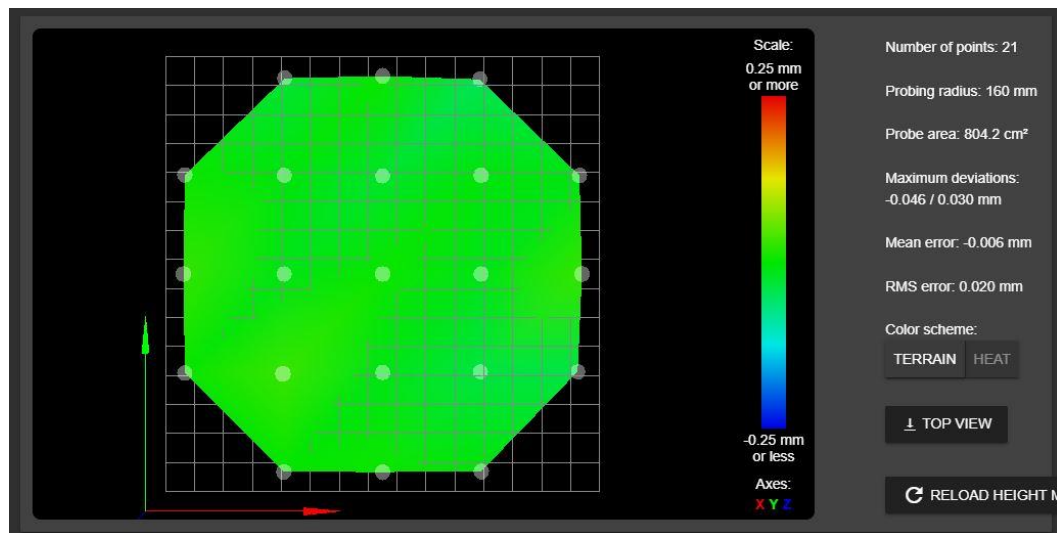 Scale:
0.25 mm
or more
-0.25 mm
or less
Axes:
X Y Z
Number of points: 21
Probing radius: 160 mm
Probe area: 804.2 cm²
Maximum deviations:
-0.046 / 0.030 mm
Mean error: -0.006 mm
RMS error: 0.020 mm
Color scheme:
TERRAIN HEAT
TOP VIEW
RELOAD HEIGHT M